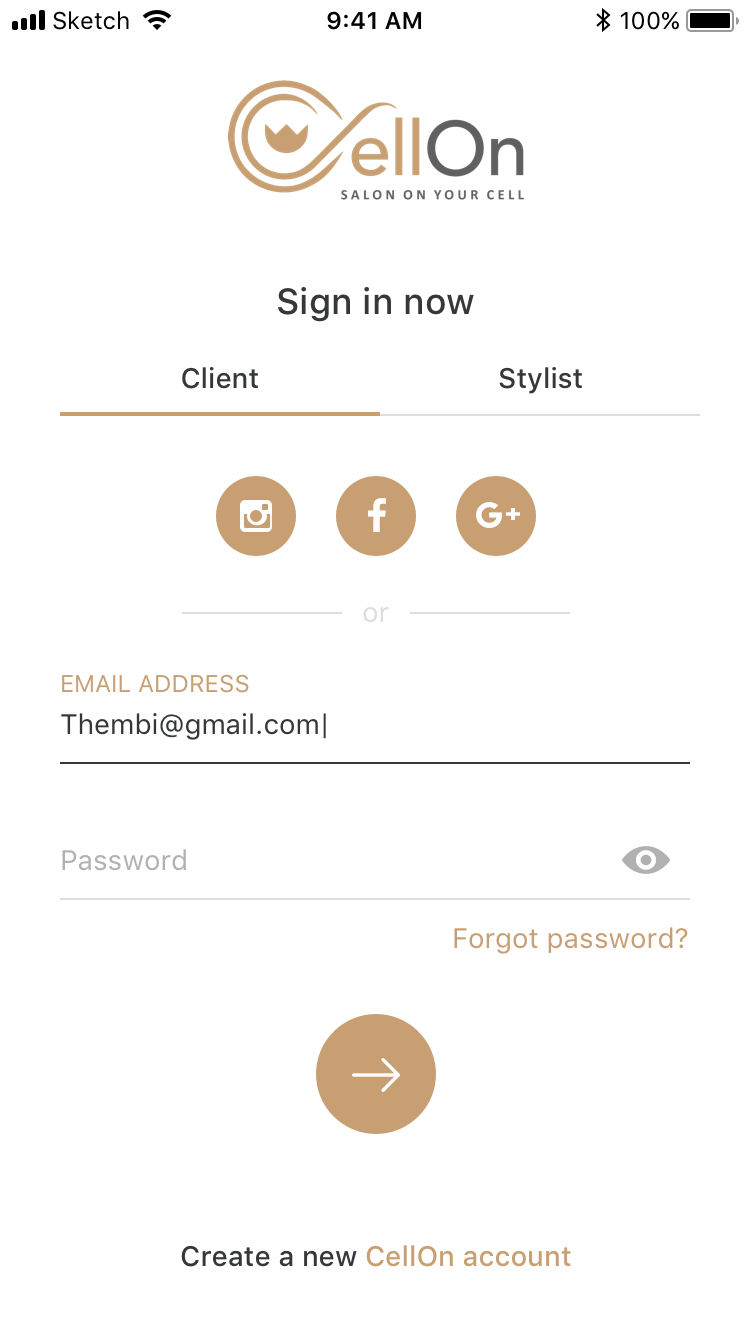 Sketch 9:41 AM 100%
CellOn
SALON ON YOUR CELL
Sign in now
Client Stylist
f G+
or
EMAIL ADDRESS
Thembi@gmail.com
Password
Forgot password?
Create a new CellOn account